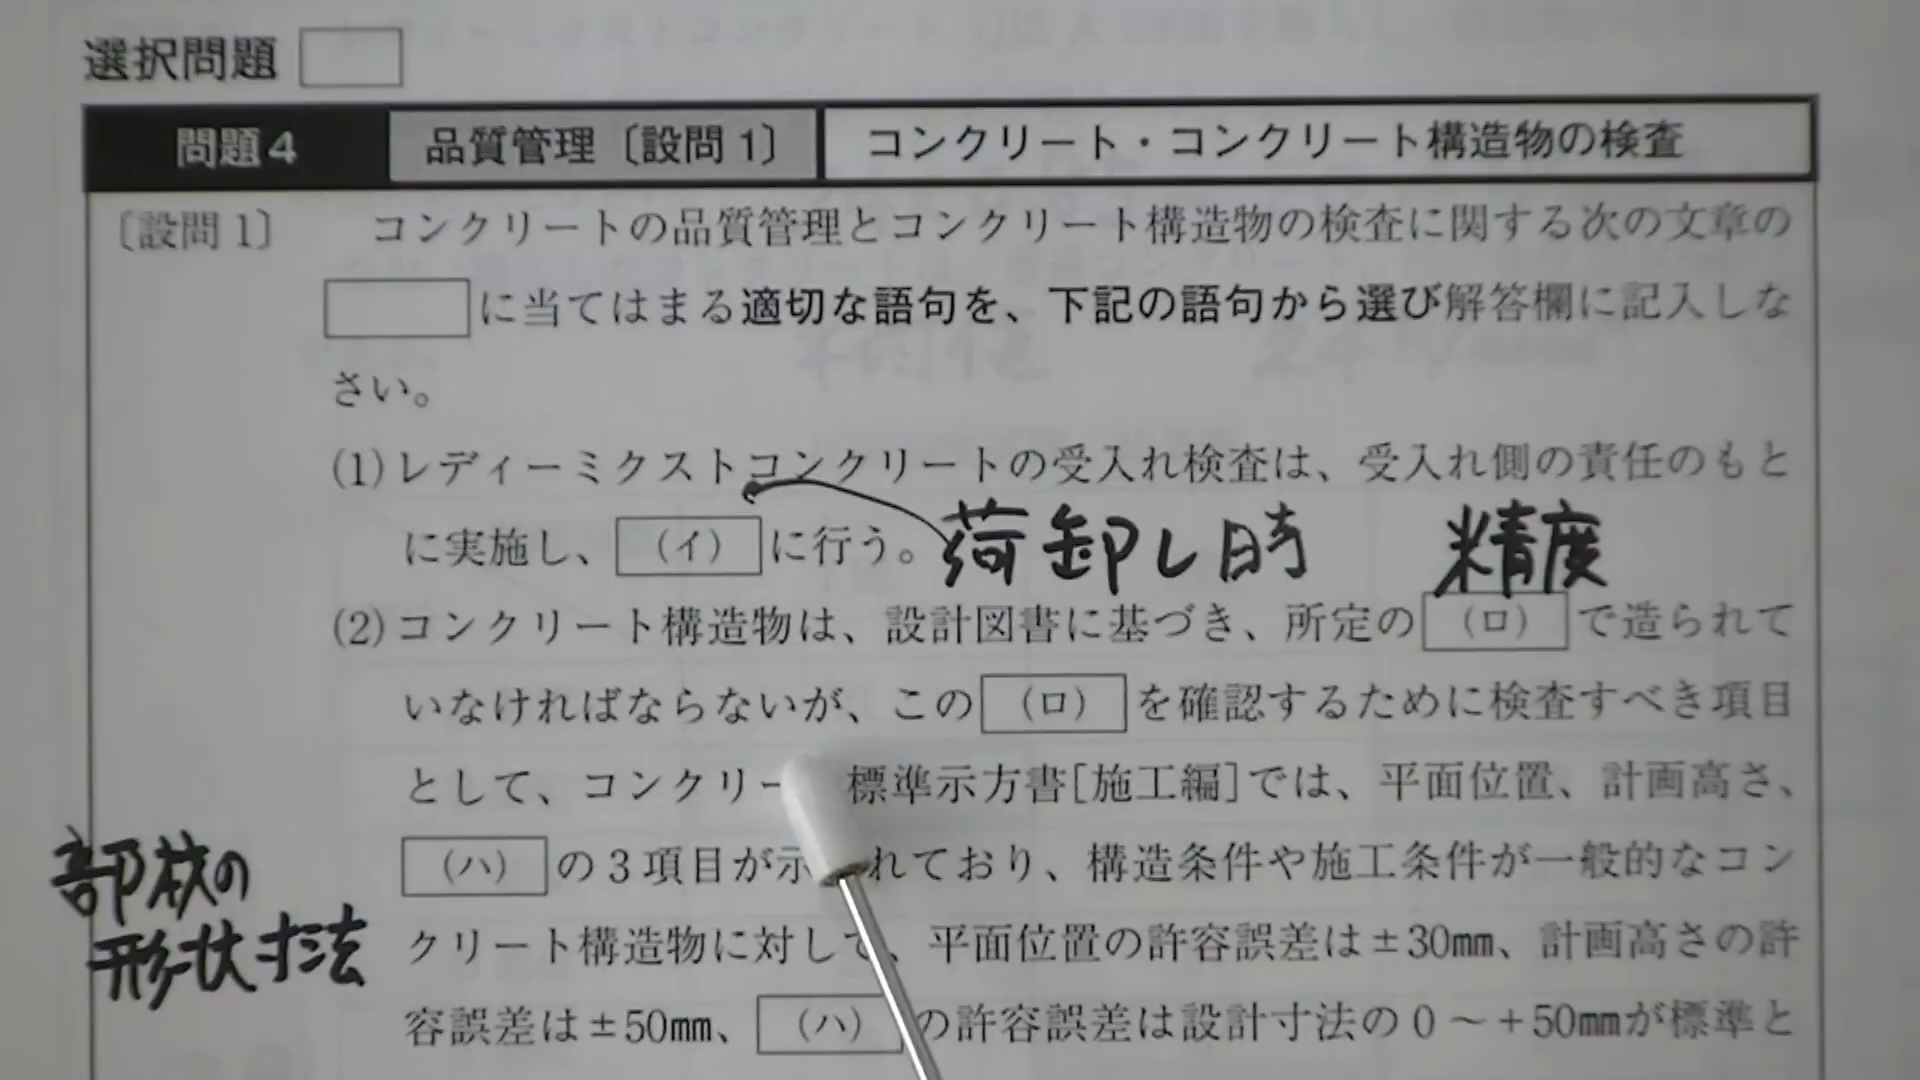 選択問題
問題4 品質管理〔設問1〕 コンクリート・コンクリート構造物の検査
〔設問1〕 コンクリートの品質管理とコンクリート構造物の検査に関する次の文章の
に当てはまる適切な語句を、下記の語句から選び解答欄に記入しな
さい。
(1)レディーミクストコンクリートの受入れ検査は、受入れ側の責任のもと
に実施し、(イ)に行う。荷卸し時 精度
(2)コンクリート構造物は、設計図書に基づき、所定の(ロ)で造られて
いなければならないが、この(ロ)を確認するために検査すべき項目
として、コンクリー 標準示方書[施工編]では、平面位置、計画高さ、
(ハ)の3項目が示 れており、構造条件や施工条件が一般的なコン
部材の
形状寸法
クリート構造物に対して、平面位置の許容誤差は±30mm、計画高さの許
容誤差は±50mm、(ハ)の許容誤差は設計寸法の0～+50mmが標準と